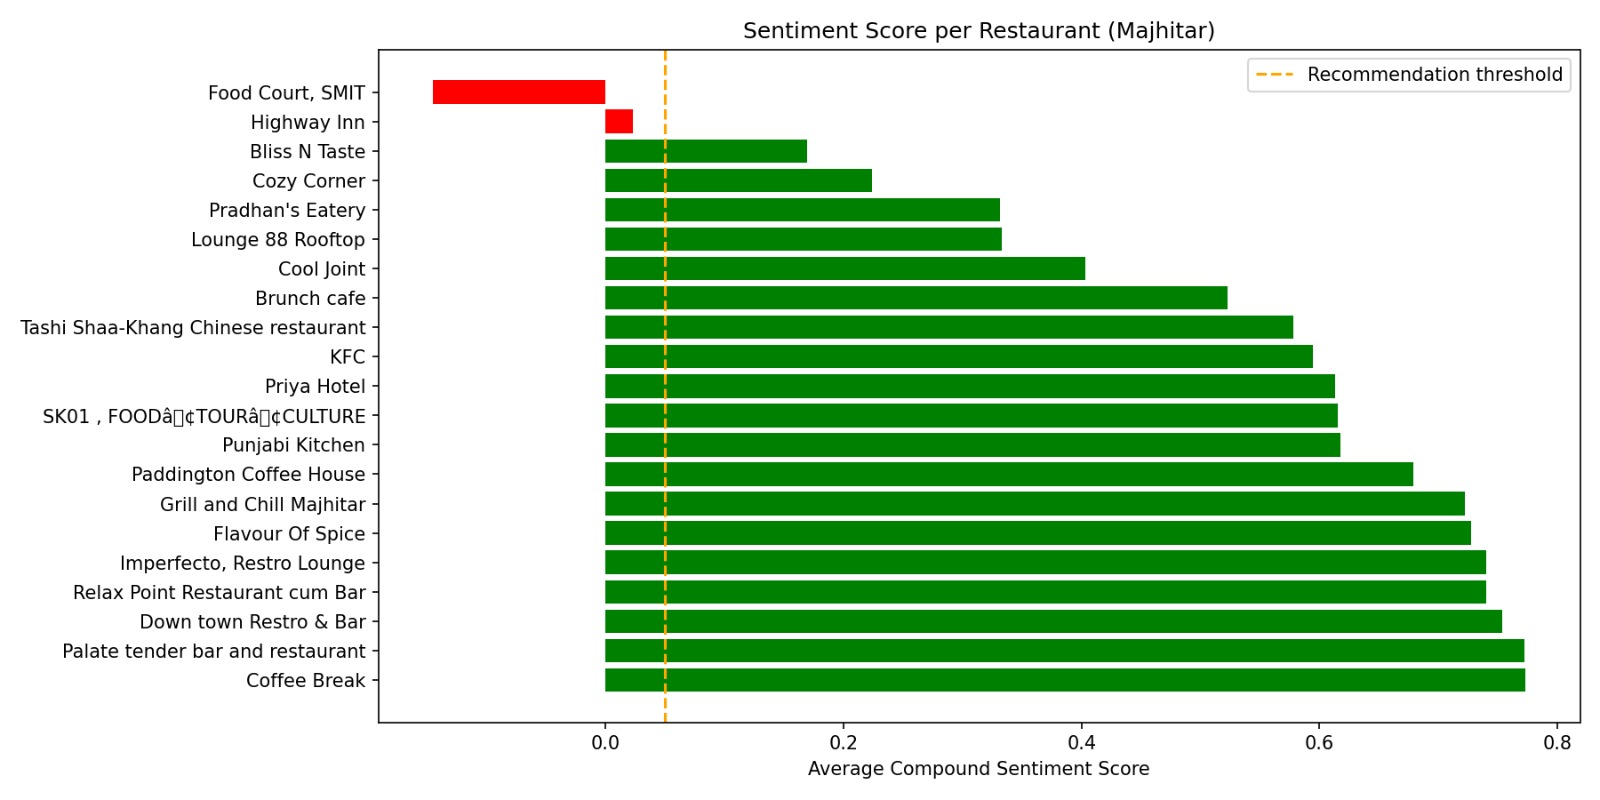 Sentiment Score per Restaurant (Majhitar)
Recommendation threshold
Food Court, SMIT
Highway Inn
Bliss N Taste
Cozy Corner
Pradhan's Eatery
Lounge 88 Rooftop
Cool Joint
Brunch cafe
Tashi Shaa-Khang Chinese restaurant
KFC
Priya Hotel
SK01 , FOODâ▯¢TOURâ▯¢CULTURE
Punjabi Kitchen
Paddington Coffee House
Grill and Chill Majhitar
Flavour Of Spice
Imperfecto, Restro Lounge
Relax Point Restaurant cum Bar
Down town Restro & Bar
Palate tender bar and restaurant
Coffee Break
0.0 0.2 0.4 0.6 0.8
Average Compound Sentiment Score